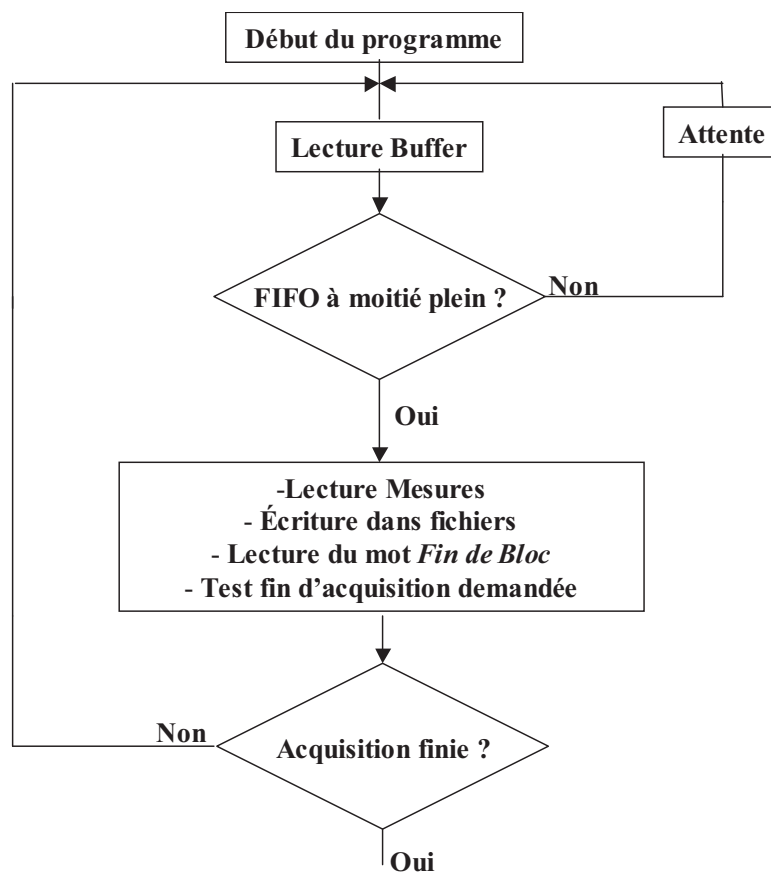 Début du programme
Attente
Lecture Buffer
FIFO à moitié plein ?
Non
Oui
-Lecture Mesures
- Écriture dans fichiers
- Lecture du mot Fin de Bloc
- Test fin d’acquisition demandée
Non
Acquisition finie ?
Oui